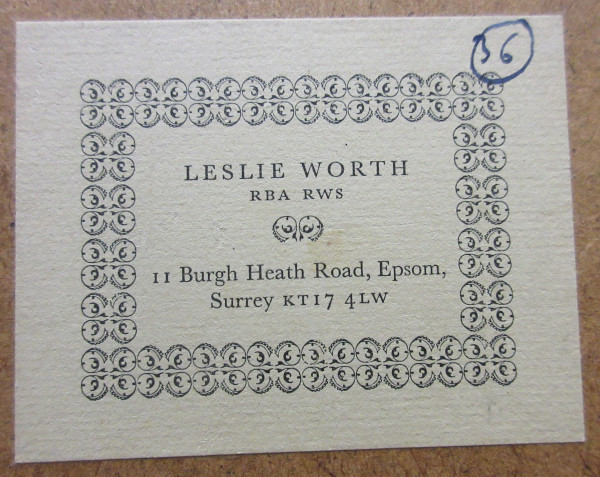 36
LESLIE WORTH
RBA RWS
11 Burgh Heath Road, Epsom,
Surrey KT17 4LW